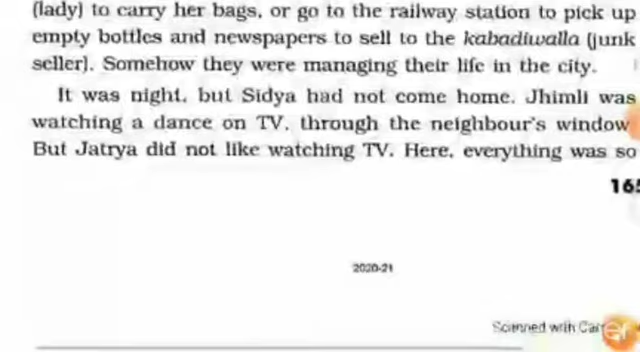 (lady) to carry her bags, or go to the railway station to pick up
empty bottles and newspapers to sell to the kabadiwalla (junk
seller). Somehow they were managing their life in the city.
It was night, but Sidya had not come home. Jhimli was
watching a dance on TV, through the neighbour's window
But Jatrya did not like watching TV. Here, everything was so
165
2020-21
Scanned with